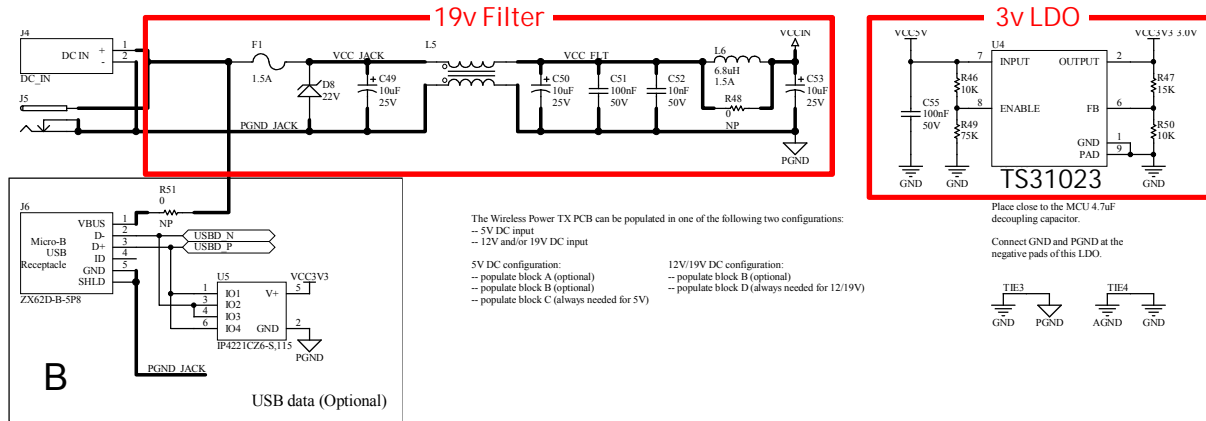 19v Filter
3v LDO
J4
DC IN
+
-
1
2
DC_IN
J5
F1
1.5A
VCC_JACK
D8
22V
+
C49
10uF
25V
L5
VCC_FLT
+
C50
10uF
25V
C51
100nF
50V
C52
10nF
50V
L6
6.8uH
1.5A
R48
0
NP
VCCIN
+
C53
10uF
25V
PGND_JACK
PGND
VCC5V
C55
100nF
50V
GND
R46
10K
R49
75K
GND
U4
7
INPUT
OUTPUT
2
8
ENABLE
FB
6
GND
1
PAD
9
TS31023
VCC3V3 3.0V
R47
15K
R50
10K
GND
Place close to the MCU 4.7uF
decoupling capacitor.
Connect GND and PGND at the
negative pads of this LDO.
TIE3
GND
PGND
TIE4
AGND
GND
The Wireless Power TX PCB can be populated in one of the following two configurations:
-- 5V DC input
-- 12V and/or 19V DC input
5V DC configuration:
-- populate block A (optional)
-- populate block B (optional)
-- populate block C (always needed for 5V)
12V/19V DC configuration:
-- populate block B (optional)
-- populate block D (always needed for 12/19V)
R51
0
NP
J6
Micro-B
USB
Receptacle
VBUS
1
D-
2
D+
3
ID
4
GND
5
SHLD
ZX62D-B-5P8
USBD_N
USBD_P
U5
1
IO1
3
IO2
4
IO3
6
IO4
V+
5
GND
2
VCC3V3
PGND
IP4221CZ6-S,115
PGND_JACK
B
USB data (Optional)